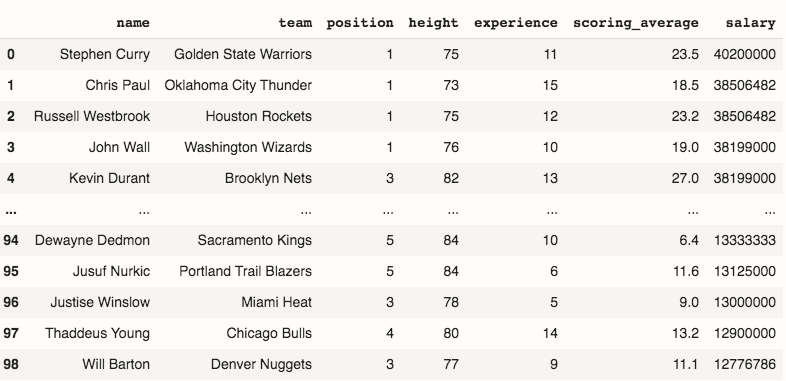 name team position height experience scoring_average salary
0 Stephen Curry Golden State Warriors 1 75 11 23.5 40200000
1 Chris Paul Oklahoma City Thunder 1 73 15 18.5 38506482
2 Russell Westbrook Houston Rockets 1 75 12 23.2 38506482
3 John Wall Washington Wizards 1 76 10 19.0 38199000
4 Kevin Durant Brooklyn Nets 3 82 13 27.0 38199000
... ... ... ... ... ... ... ...
94 Dewayne Dedmon Sacramento Kings 5 84 10 6.4 13333333
95 Jusuf Nurkic Portland Trail Blazers 5 84 6 11.6 13125000
96 Justise Winslow Miami Heat 3 78 5 9.0 13000000
97 Thaddeus Young Chicago Bulls 4 80 14 13.2 12900000
98 Will Barton Denver Nuggets 3 77 9 11.1 12776786